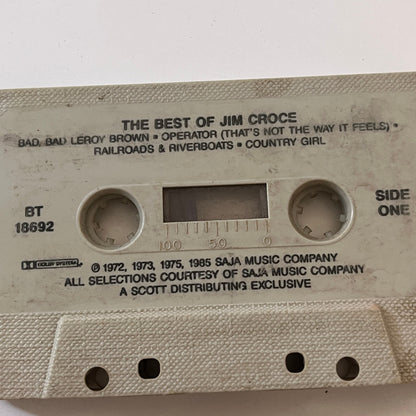 THE BEST OF JIM CROCE
BAD, BAD LEROY BROWN • OPERATOR (THAT'S NOT THE WAY IT FEELS) •
RAILROADS & RIVERBOATS • COUNTRY GIRL
BT
18692
SIDE
ONE
100 50 0
DOLBY SYSTEM
℗ 1972, 1973, 1975, 1985 SAJA MUSIC COMPANY
ALL SELECTIONS COURTESY OF SAJA MUSIC COMPANY
A SCOTT DISTRIBUTING EXCLUSIVE